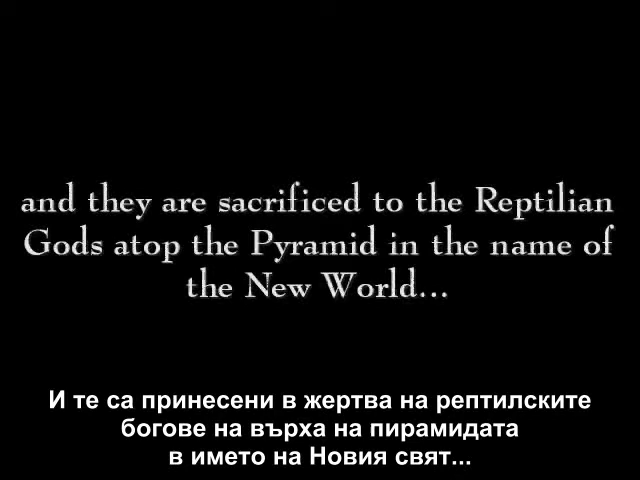 and they are sacrificed to the Reptilian
Gods atop the Pyramid in the name of
the New World...
И те са принесени в жертва на рептилските
богове на върха на пирамидата
в името на Новия свят...